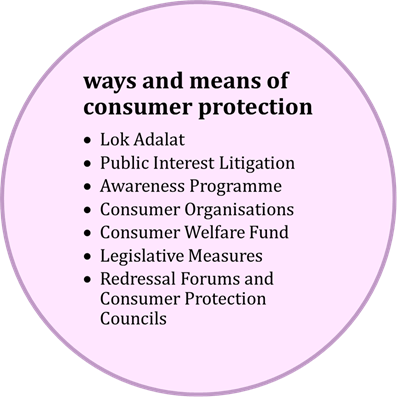 ways and means of
consumer protection
• Lok Adalat
• Public Interest Litigation
• Awareness Programme
• Consumer Organisations
• Consumer Welfare Fund
• Legislative Measures
• Redressal Forums and
Consumer Protection
Councils